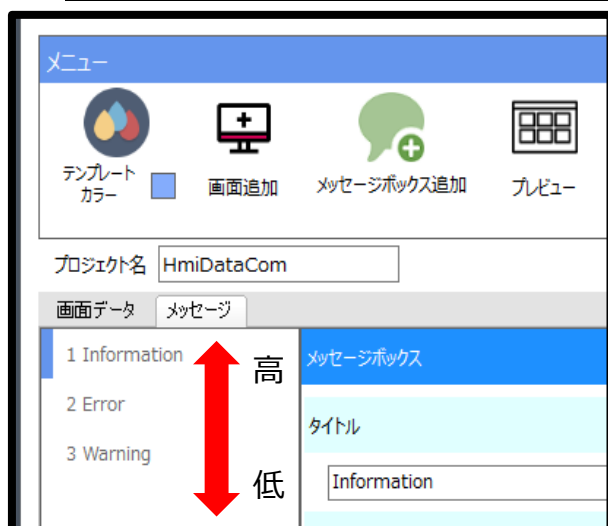 メニュー
テンプレート
カラー
画面追加
メッセージボックス追加
プレビュー
プロジェクト名 HmiDataCom
画面データ メッセージ
1 Information
高
メッセージボックス
2 Error
タイトル
3 Warning
低
Information